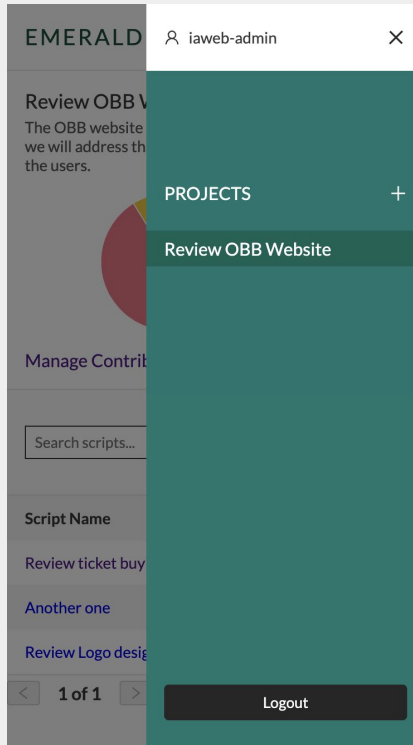 EMERALD
iaweb-admin
Review OBB
The OBB website
we will address th
the users.
PROJECTS
Review OBB Website
Manage Contrib
Search scripts...
Script Name
Review ticket buy
Another one
Review Logo desig
1 of 1
Logout